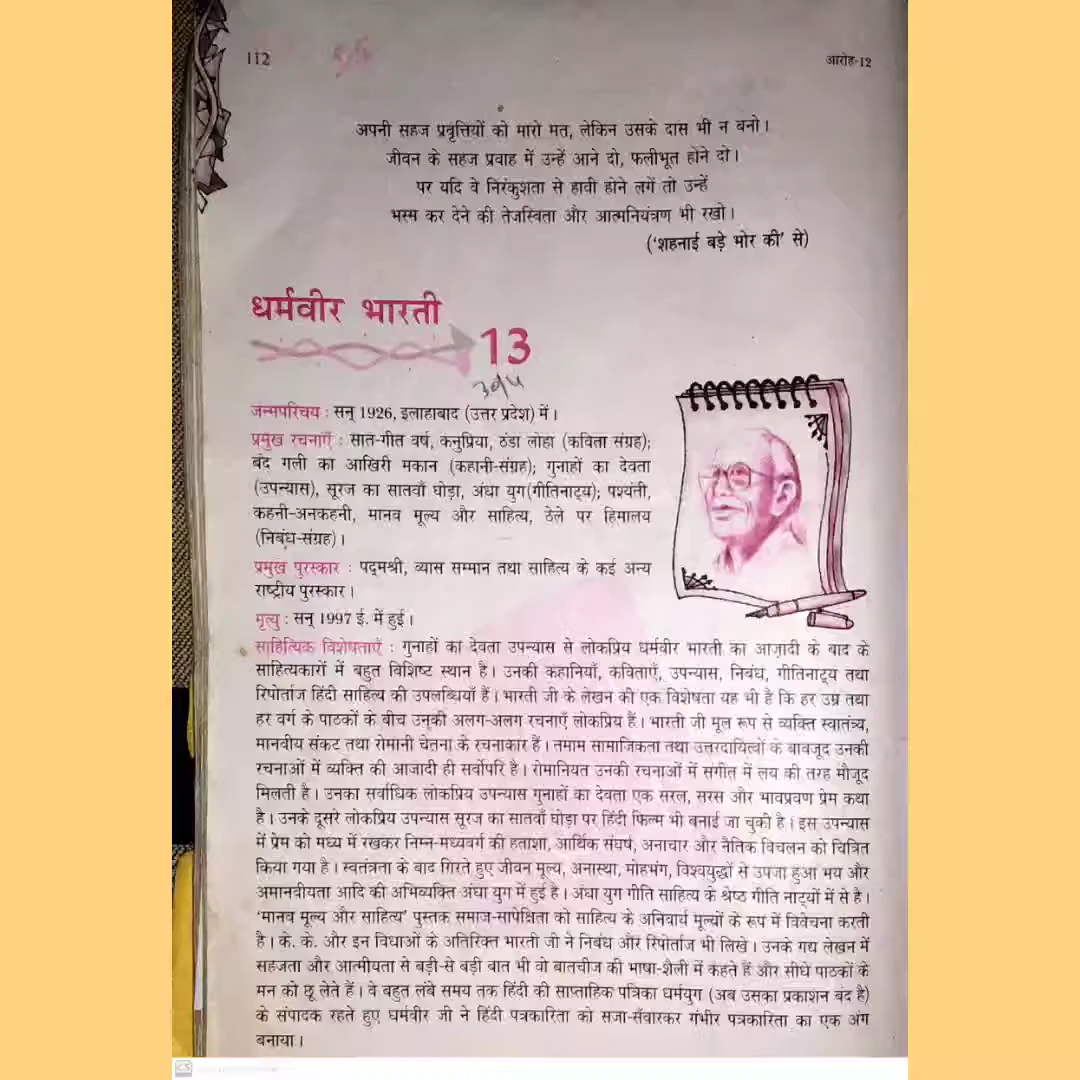 112
आरोह-12
अपनी सहज प्रवृत्तियों को मारो मत, लेकिन उसके दास भी न बनो।
जीवन के सहज प्रवाह में उन्हें आने दो, फलीभूत होने दो।
पर यदि वे निरंकुशता से हावी होने लगें तो उन्हें
भस्म कर देने की तेजस्विता और आत्मनियंत्रण भी रखो।
('शहनाई बड़े भोर की' से)
धर्मवीर भारती
13
जन्मपरिचय : सन् 1926, इलाहाबाद (उत्तर प्रदेश) में।
प्रमुख रचनाएँ : सात-गीत वर्ष, कनुप्रिया, ठंडा लोहा (कविता संग्रह);
बंद गली का आखिरी मकान (कहानी-संग्रह); गुनाहों का देवता
(उपन्यास), सूरज का सातवाँ घोड़ा, अंधा युग(गीतिनाट्य); पश्यंती,
कहनी-अनकहनी, मानव मूल्य और साहित्य, ठेले पर हिमालय
(निबंध-संग्रह)।
प्रमुख पुरस्कार : पद्मश्री, व्यास सम्मान तथा साहित्य के कई अन्य
राष्ट्रीय पुरस्कार।
मृत्यु : सन् 1997 ई. में हुई।
साहित्यिक विशेषताएँ : गुनाहों का देवता उपन्यास से लोकप्रिय धर्मवीर भारती का आज़ादी के बाद के
साहित्यकारों में बहुत विशिष्ट स्थान है। उनकी कहानियाँ, कविताएँ, उपन्यास, निबंध, गीतिनाट्य तथा
रिपोर्ताज हिंदी साहित्य की उपलब्धियाँ हैं। भारती जी के लेखन की एक विशेषता यह भी है कि हर उम्र तथा
हर वर्ग के पाठकों के बीच उनकी अलग-अलग रचनाएँ लोकप्रिय हैं। भारती जी मूल रूप से व्यक्ति स्वातंत्र्य,
मानवीय संकट तथा रोमानी चेतना के रचनाकार हैं। तमाम सामाजिकता तथा उत्तरदायित्वों के बावजूद उनकी
रचनाओं में व्यक्ति की आजादी ही सर्वोपरि है। रोमानियत उनकी रचनाओं में संगीत में लय की तरह मौजूद
मिलती है। उनका सर्वाधिक लोकप्रिय उपन्यास गुनाहों का देवता एक सरल, सरस और भावप्रवण प्रेम कथा
है। उनके दूसरे लोकप्रिय उपन्यास सूरज का सातवाँ घोड़ा पर हिंदी फिल्म भी बनाई जा चुकी है। इस उपन्यास
में प्रेम को मध्य में रखकर निम्न-मध्यवर्ग की हताशा, आर्थिक संघर्ष, अनाचार और नैतिक विचलन को चित्रित
किया गया है। स्वतंत्रता के बाद गिरते हुए जीवन मूल्य, अनास्था, मोहभंग, विश्वयुद्धों से उपजा हुआ भय और
अमानवीयता आदि की अभिव्यक्ति अंधा युग में हुई है। अंधा युग गीति साहित्य के श्रेष्ठ गीति नाट्यों में से है।
'मानव मूल्य और साहित्य' पुस्तक समाज-सापेक्षिता को साहित्य के अनिवार्य मूल्यों के रूप में विवेचना करती
है। के. के. और इन विधाओं के अतिरिक्त भारती जी ने निबंध और रिपोर्ताज भी लिखे। उनके गद्य लेखन में
सहजता और आत्मीयता से बड़ी-से बड़ी बात भी वो बातचीज की भाषा-शैली में कहते हैं और सीधे पाठकों के
मन को छू लेते हैं। वे बहुत लंबे समय तक हिंदी की साप्ताहिक पत्रिका धर्मयुग (अब उसका प्रकाशन बंद है)
के संपादक रहते हुए धर्मवीर जी ने हिंदी पत्रकारिता को सजा-सँवारकर गंभीर पत्रकारिता का एक अंग
बनाया।